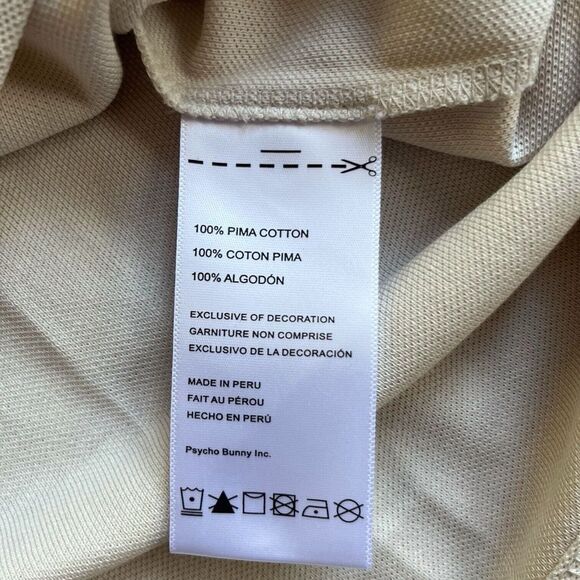 100% PIMA COTTON
100% COTON PIMA
100% ALGODÓN
EXCLUSIVE OF DECORATION
GARNITURE NON COMPRISE
EXCLUSIVO DE LA DECORACIÓN
MADE IN PERU
FAIT AU PÉROU
HECHO EN PERÚ
Psycho Bunny Inc.